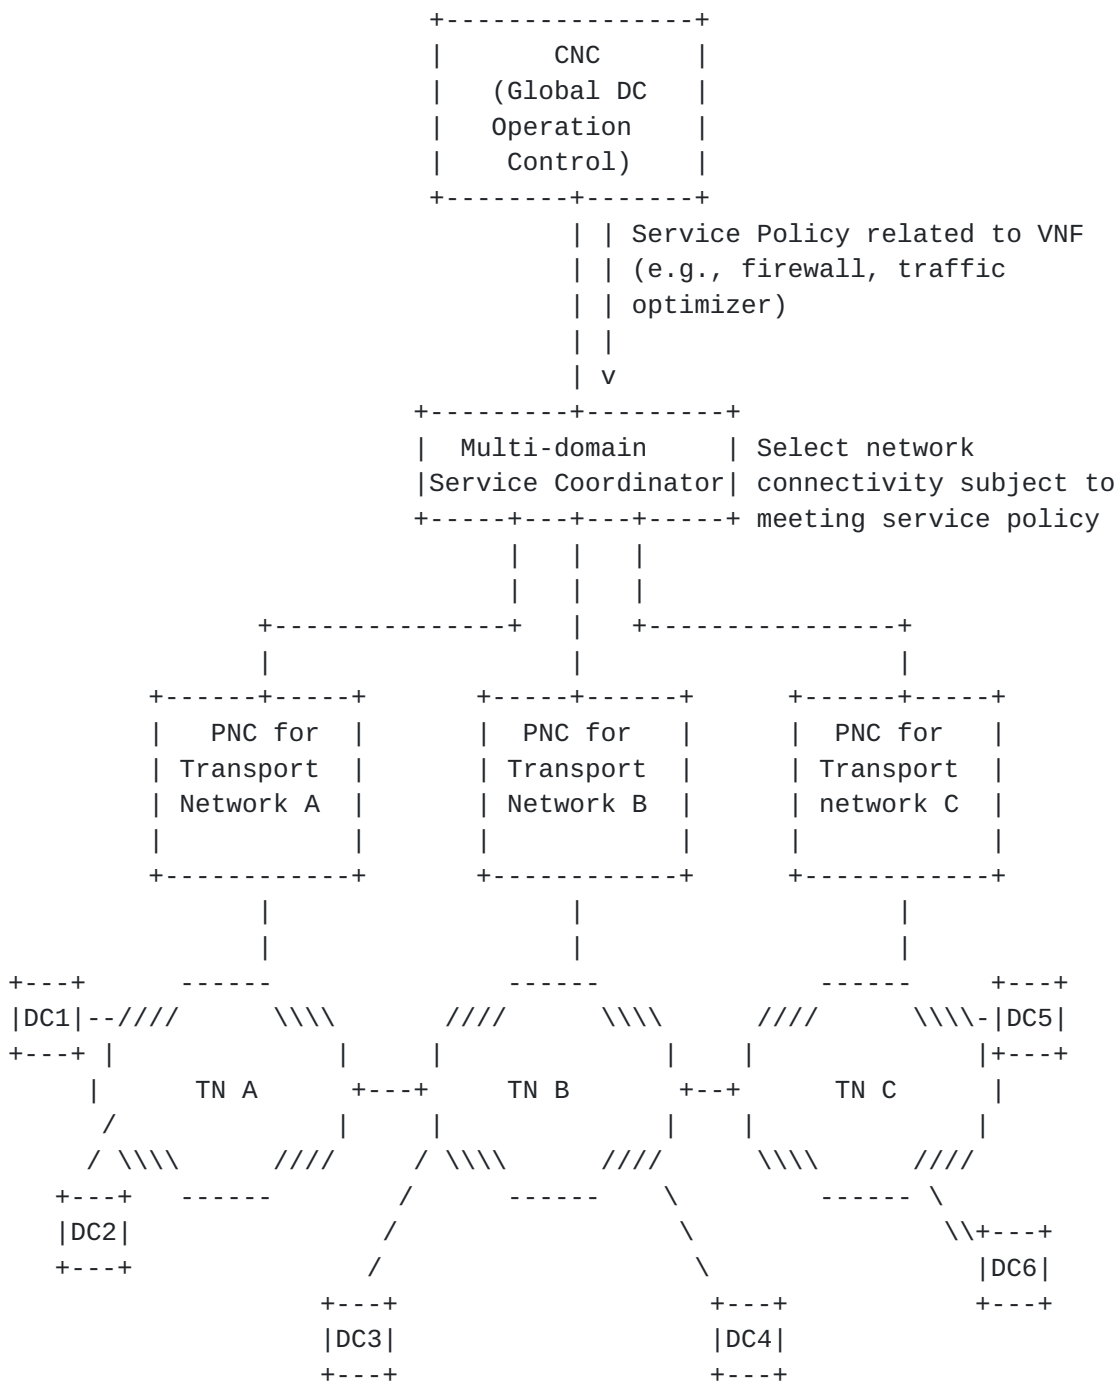 CNC
(Global DC
Operation
Control)
Service Policy related to VNF
(e.g., firewall, traffic
optimizer)
v
Multi-domain
Service Coordinator
Select network
connectivity subject to
meeting service policy
PNC for
Transport
Network A
PNC for
Transport
Network B
PNC for
Transport
network C
DC1
DC5
TN A
TN B
TN C
DC2
DC6
DC3
DC4